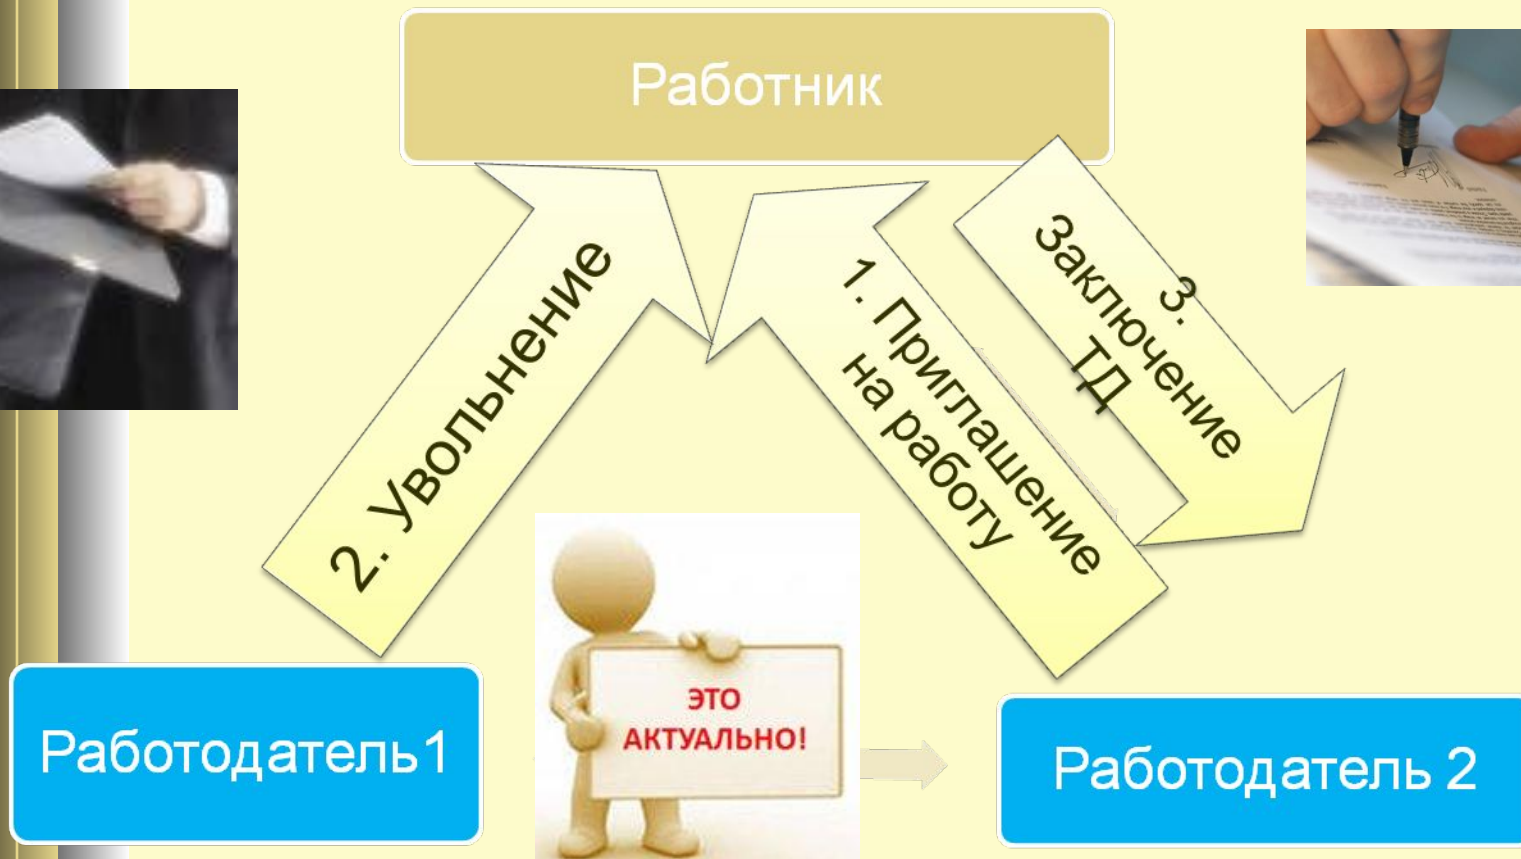 Работник
2. Увольнение
1. Приглашение
на работу
3.
Заключение
ТД
ЭТО
АКТУАЛЬНО!
Работодатель1
Работодатель 2